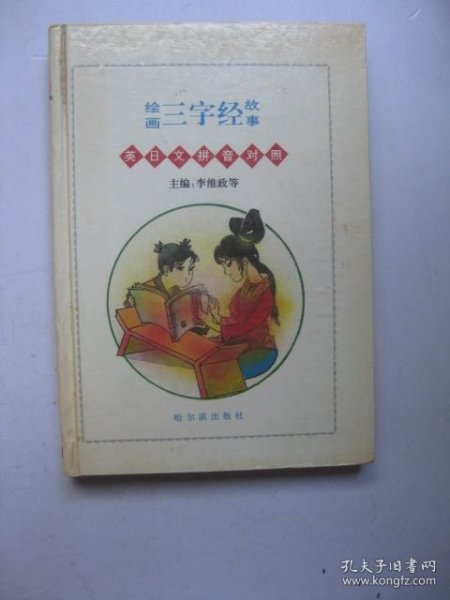 绘画三字经故事
英日文拼音对照
主编：李维政等
哈尔滨出版社
孔夫子旧书网
www.kongfz.com